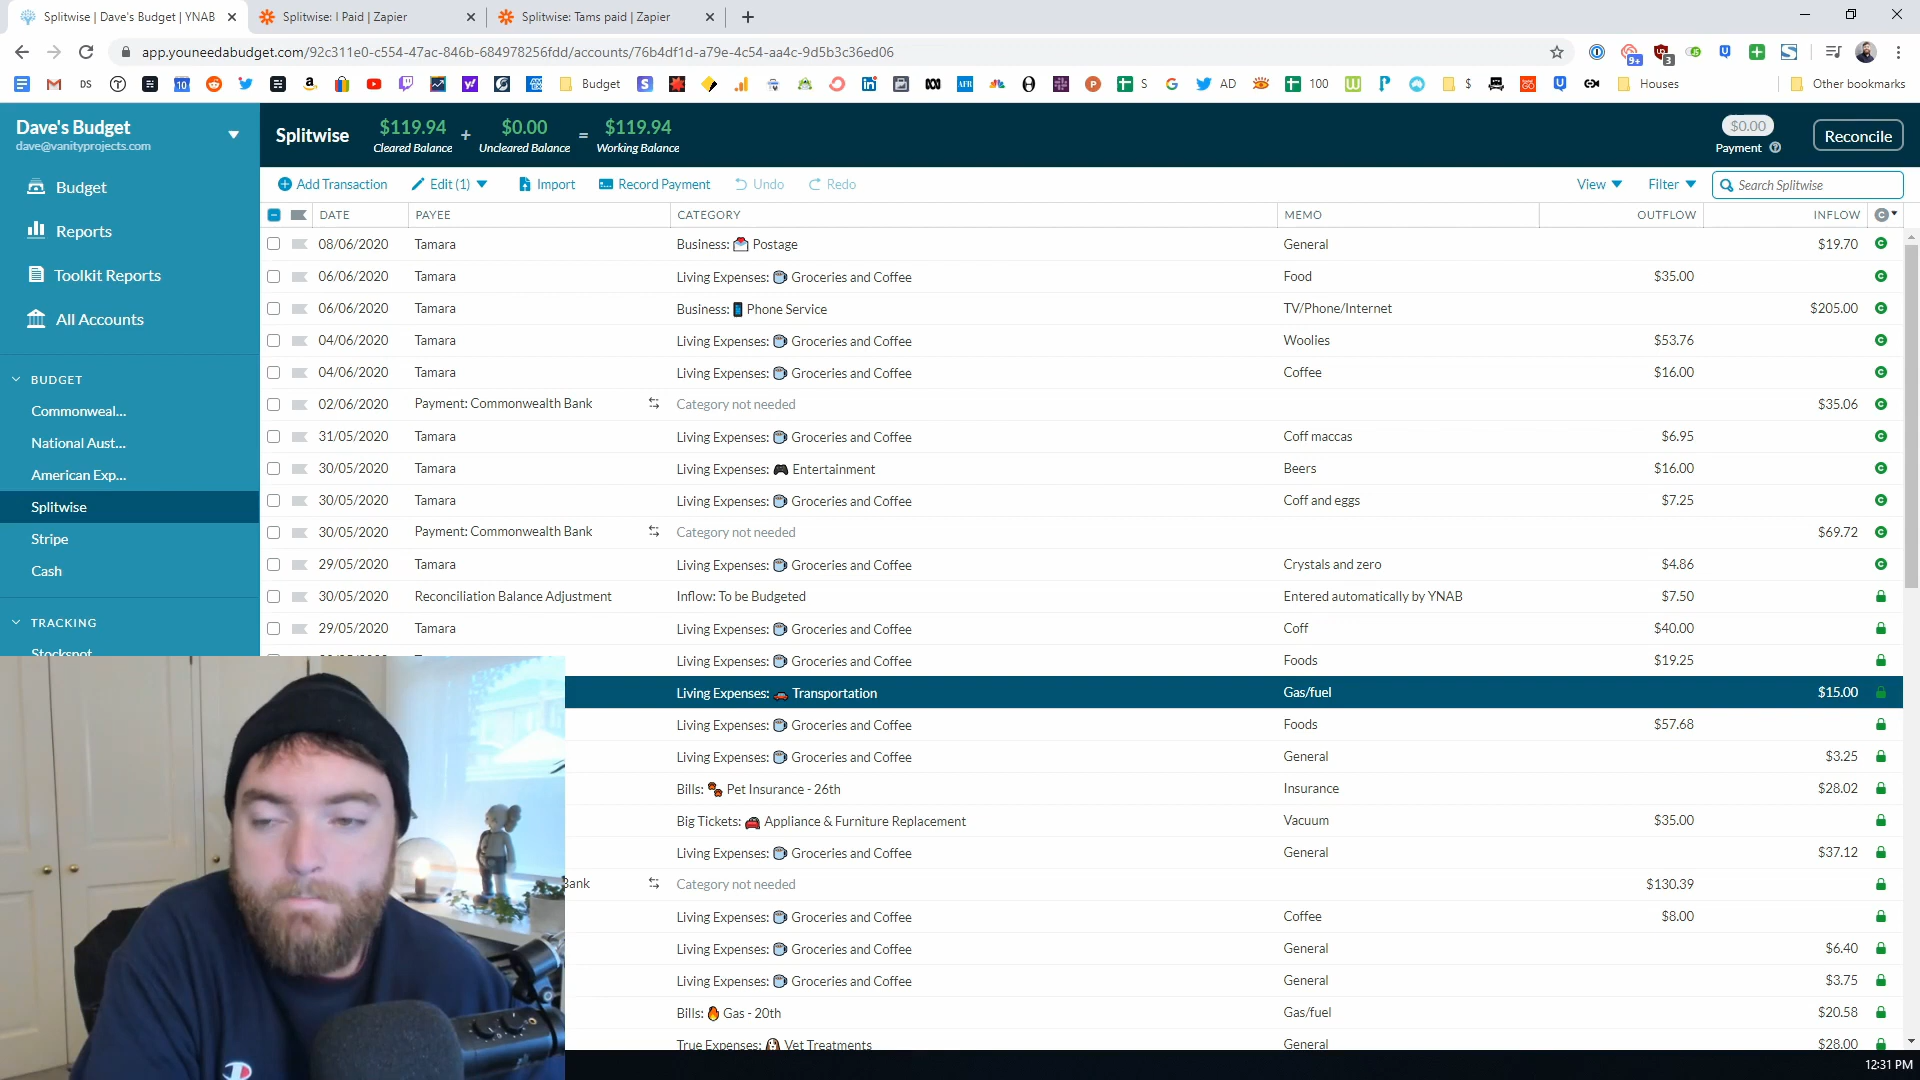 Splitwise | Dave's Budget | YNAB
Splitwise: I Paid | Zapier
Splitwise: Tams paid | Zapier
app.youneedabudget.com/92c311e0-c554-47ac-846b-684978256fdd/accounts/76b4df1d-a79e-4c54-aa4c-9d5b3c36ed06
Budget S AD 100 $ Houses Other bookmarks
Dave's Budget
dave@vanityprojects.com
Budget
Reports
Toolkit Reports
All Accounts
BUDGET
Commonweal...
National Aust...
American Exp...
Splitwise
Stripe
Cash
TRACKING
Stockspot
Splitwise
$119.94 + $0.00 = $119.94
Cleared Balance Uncleared Balance Working Balance
$0.00
Payment
Reconcile
Add Transaction Edit (1) Import Record Payment Undo Redo View Filter Search Splitwise
DATE PAYEE CATEGORY MEMO OUTFLOW INFLOW
08/06/2020 Tamara Business: Postage General $19.70
06/06/2020 Tamara Living Expenses: Groceries and Coffee Food $35.00
06/06/2020 Tamara Business: Phone Service TV/Phone/Internet $205.00
04/06/2020 Tamara Living Expenses: Groceries and Coffee Woolies $53.76
04/06/2020 Tamara Living Expenses: Groceries and Coffee Coffee $16.00
02/06/2020 Payment: Commonwealth Bank Category not needed $35.06
31/05/2020 Tamara Living Expenses: Groceries and Coffee Coff maccas $6.95
30/05/2020 Tamara Living Expenses: Entertainment Beers $16.00
30/05/2020 Tamara Living Expenses: Groceries and Coffee Coff and eggs $7.25
30/05/2020 Payment: Commonwealth Bank Category not needed $69.72
29/05/2020 Tamara Living Expenses: Groceries and Coffee Crystals and zero $4.86
30/05/2020 Reconciliation Balance Adjustment Inflow: To be Budgeted Entered automatically by YNAB $7.50
29/05/2020 Tamara Living Expenses: Groceries and Coffee Coff $40.00
Living Expenses: Groceries and Coffee Foods $19.25
Living Expenses: Transportation Gas/fuel $15.00
Living Expenses: Groceries and Coffee Foods $57.68
Living Expenses: Groceries and Coffee General $3.25
Bills: Pet Insurance - 26th Insurance $28.02
Big Tickets: Appliance & Furniture Replacement Vacuum $35.00
Living Expenses: Groceries and Coffee General $37.12
Bank Category not needed $130.39
Living Expenses: Groceries and Coffee Coffee $8.00
Living Expenses: Groceries and Coffee General $6.40
Living Expenses: Groceries and Coffee General $3.75
Bills: Gas - 20th Gas/fuel $20.58
True Expenses: Vet Treatments General $28.00
12:31 PM